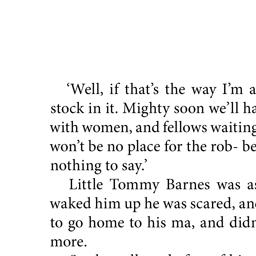 ‘Well, if that’s the way I’m a
stock in it. Mighty soon we’ll ha
with women, and fellows waiting
won’t be no place for the rob- be
nothing to say.’
Little Tommy Barnes was as
waked him up he was scared, an
to go home to his ma, and didn
more.